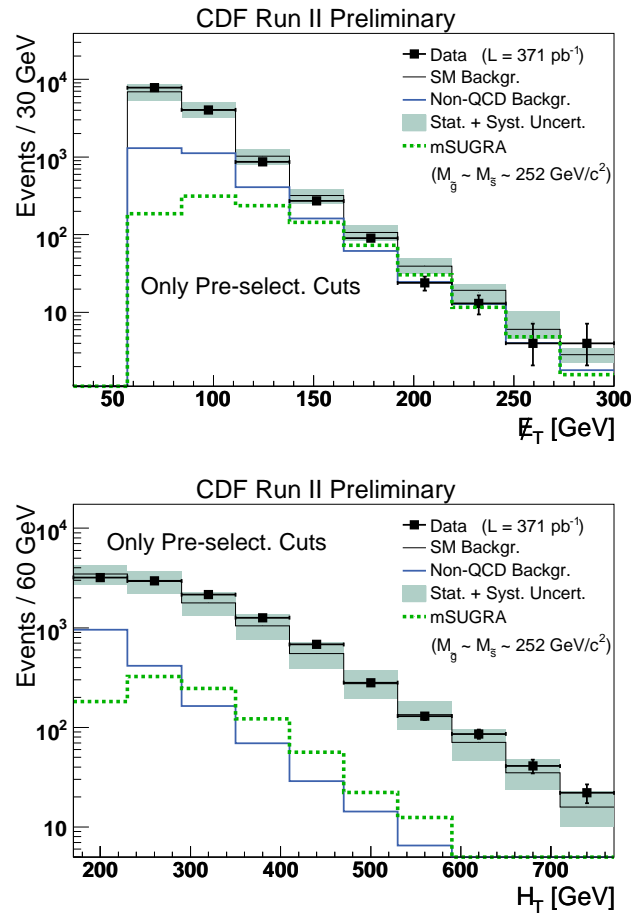 CDF Run II Preliminary
Events / 30 GeV
10⁴
10³
10²
10
Data (L = 371 pb⁻¹)
SM Backgr.
Non-QCD Backgr.
Stat. + Syst. Uncert.
mSUGRA
(M_g̃ ~ M_s̃ ~ 252 GeV/c²)
Only Pre-select. Cuts
50 100 150 200 250 300
E̸_T [GeV]
CDF Run II Preliminary
Events / 60 GeV
10⁴
10³
10²
10
Only Pre-select. Cuts
Data (L = 371 pb⁻¹)
SM Backgr.
Non-QCD Backgr.
Stat. + Syst. Uncert.
mSUGRA
(M_g̃ ~ M_s̃ ~ 252 GeV/c²)
200 300 400 500 600 700
H_T [GeV]